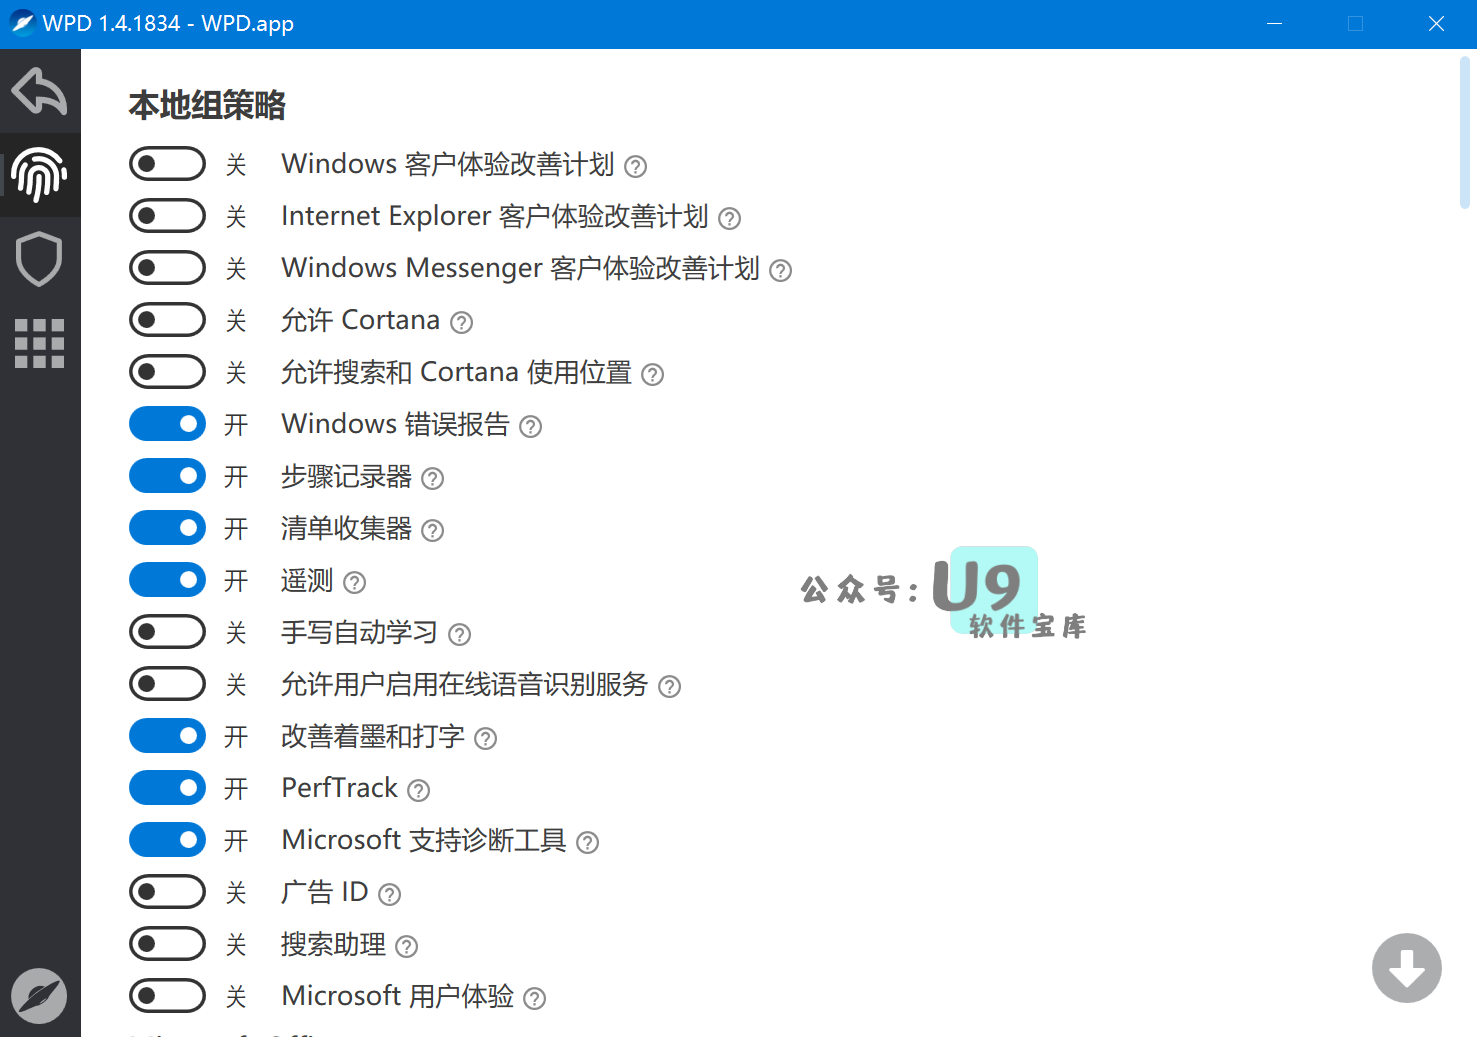 WPD 1.4.1834 - WPD.app
本地组策略
关 Windows 客户体验改善计划
关 Internet Explorer 客户体验改善计划
关 Windows Messenger 客户体验改善计划
关 允许 Cortana
关 允许搜索和 Cortana 使用位置
开 Windows 错误报告
开 步骤记录器
开 清单收集器
开 遥测
公众号: U9
软件宝库
关 手写自动学习
关 允许用户启用在线语音识别服务
开 改善着墨和打字
开 PerfTrack
开 Microsoft 支持诊断工具
关 广告 ID
关 搜索助理
关 Microsoft 用户体验